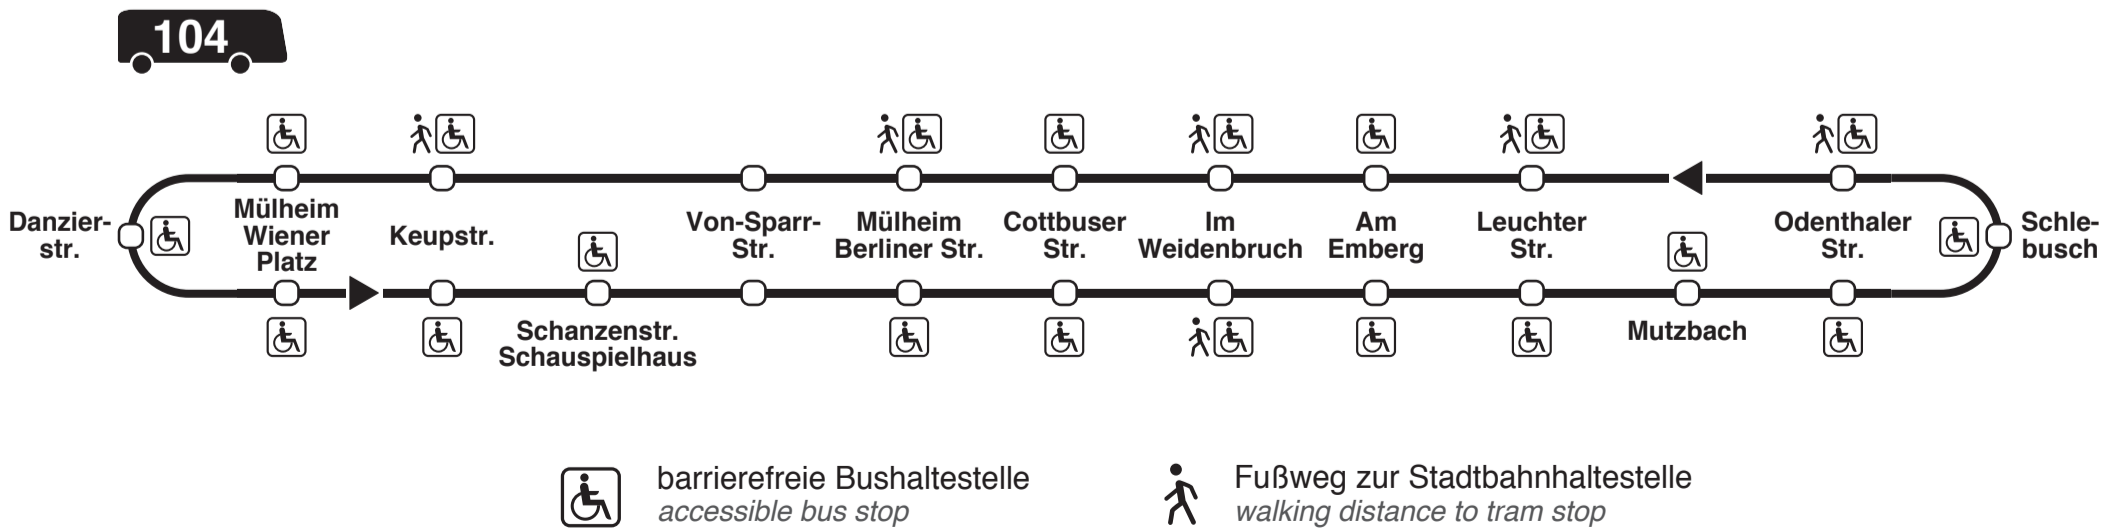 104
Danzier-
str.
Mülheim
Wiener
Platz
Keupstr.
Schanzenstr.
Schauspielhaus
Von-Sparr-
Str.
Mülheim
Berliner Str.
Cottbuser
Str.
Im
Weidenbruch
Am
Emberg
Leuchter
Str.
Mutzbach
Odenthaler
Str.
Schle-
busch
barrierefreie Bushaltestelle
accessible bus stop
Fußweg zur Stadtbahnhaltestelle
walking distance to tram stop